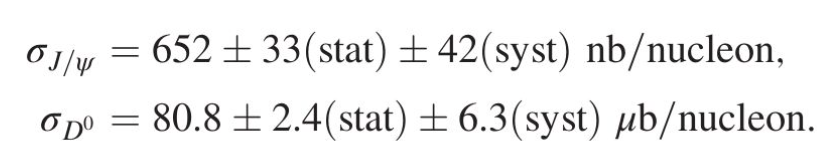 σ_{J/ψ} = 652 ± 33(stat) ± 42(syst) nb/nucleon,
σ_{D⁰} = 80.8 ± 2.4(stat) ± 6.3(syst) μb/nucleon.